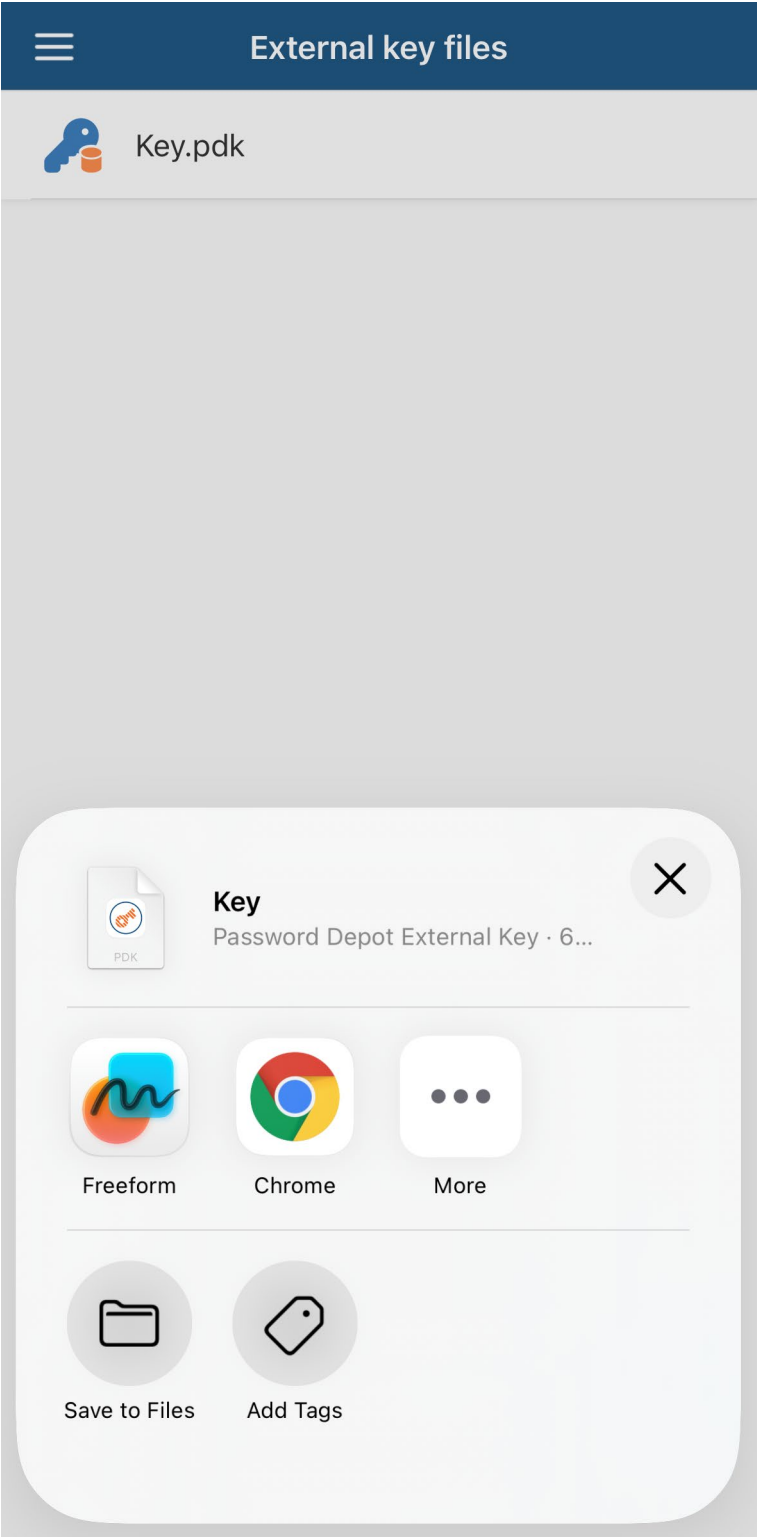 External key files
Key.pdk
Key
Password Depot External Key · 6...
PDK
Freeform
Chrome
More
Save to Files
Add Tags